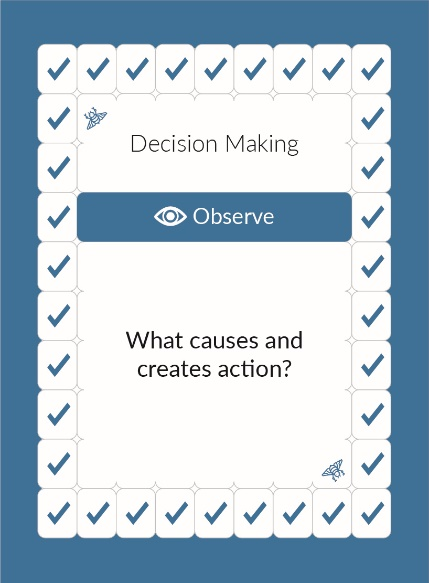 Decision Making
Observe
What causes and
creates action?